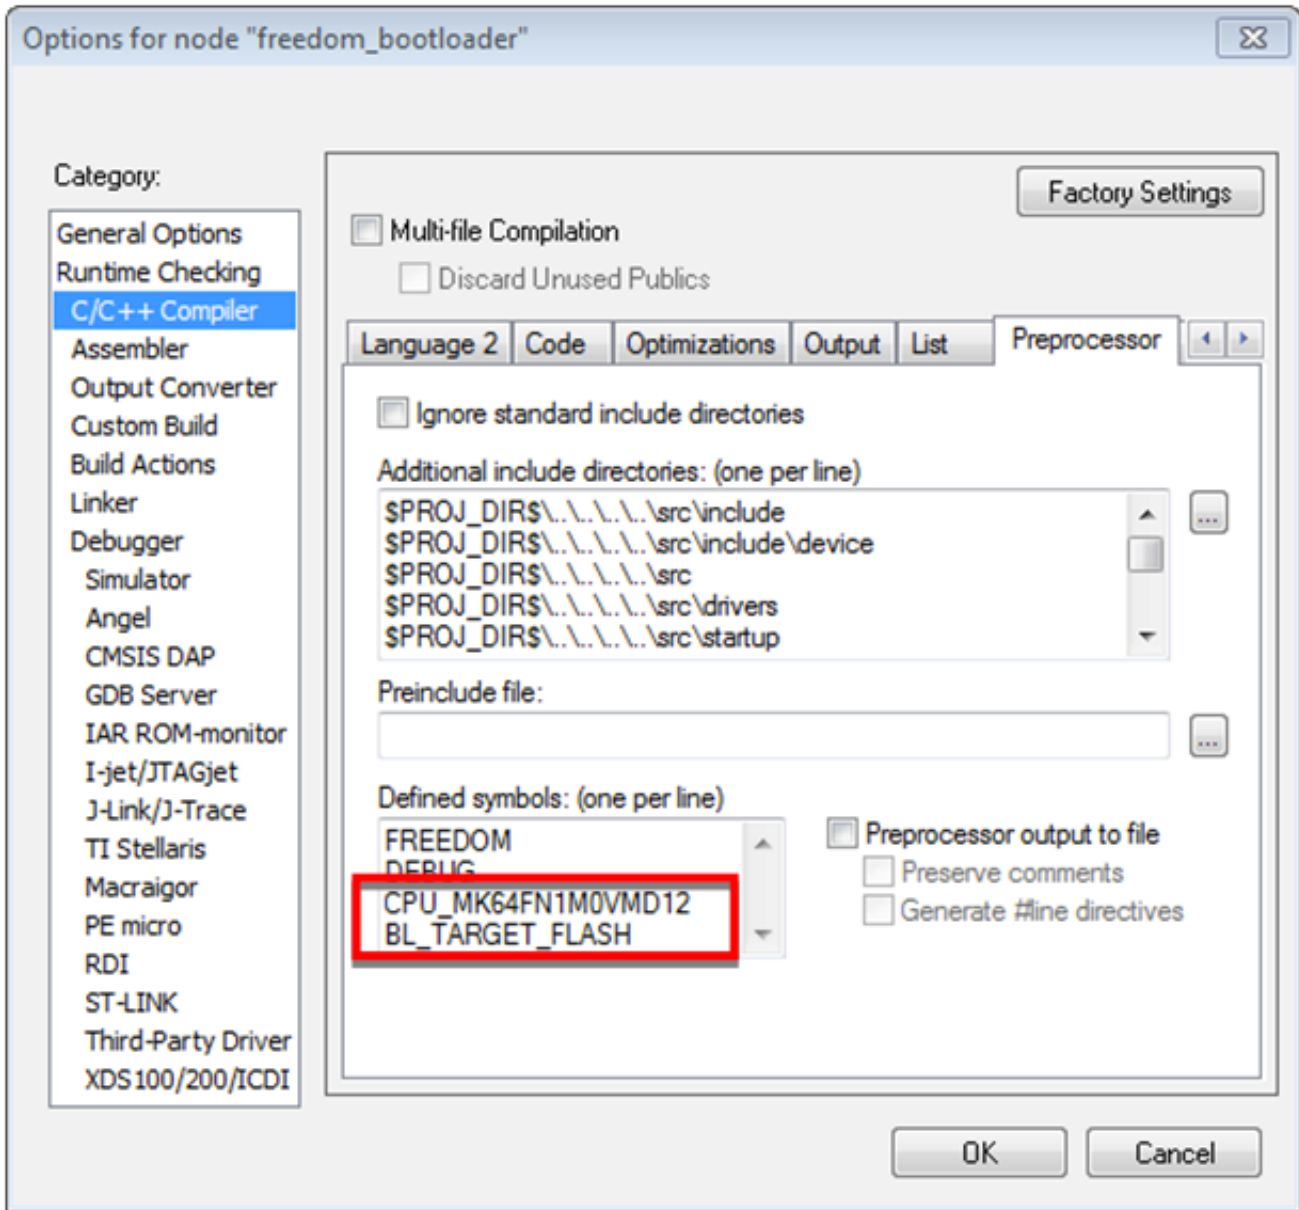 Options for node "freedom_bootloader"
Category:
General Options
Runtime Checking
C/C++ Compiler
Assembler
Output Converter
Custom Build
Build Actions
Linker
Debugger
Simulator
Angel
CMSIS DAP
GDB Server
IAR ROM-monitor
I-jet/JTAGjet
J-Link/J-Trace
TI Stellaris
Macraigor
PE micro
RDI
ST-LINK
Third-Party Driver
XDS100/200/ICDI
Factory Settings
Multi-file Compilation
Discard Unused Publics
Language 2 Code Optimizations Output List Preprocessor
Ignore standard include directories
Additional include directories: (one per line)
$PROJ_DIR$\..\..\..\..\src\include
$PROJ_DIR$\..\..\..\..\src\include\device
$PROJ_DIR$\..\..\..\..\src
$PROJ_DIR$\..\..\..\..\src\drivers
$PROJ_DIR$\..\..\..\..\src\startup
...
Preinclude file:
...
Defined symbols: (one per line)
FREEDOM
DEBUG
CPU_MK64FN1M0VMD12
BL_TARGET_FLASH
Preprocessor output to file
Preserve comments
Generate #line directives
OK Cancel